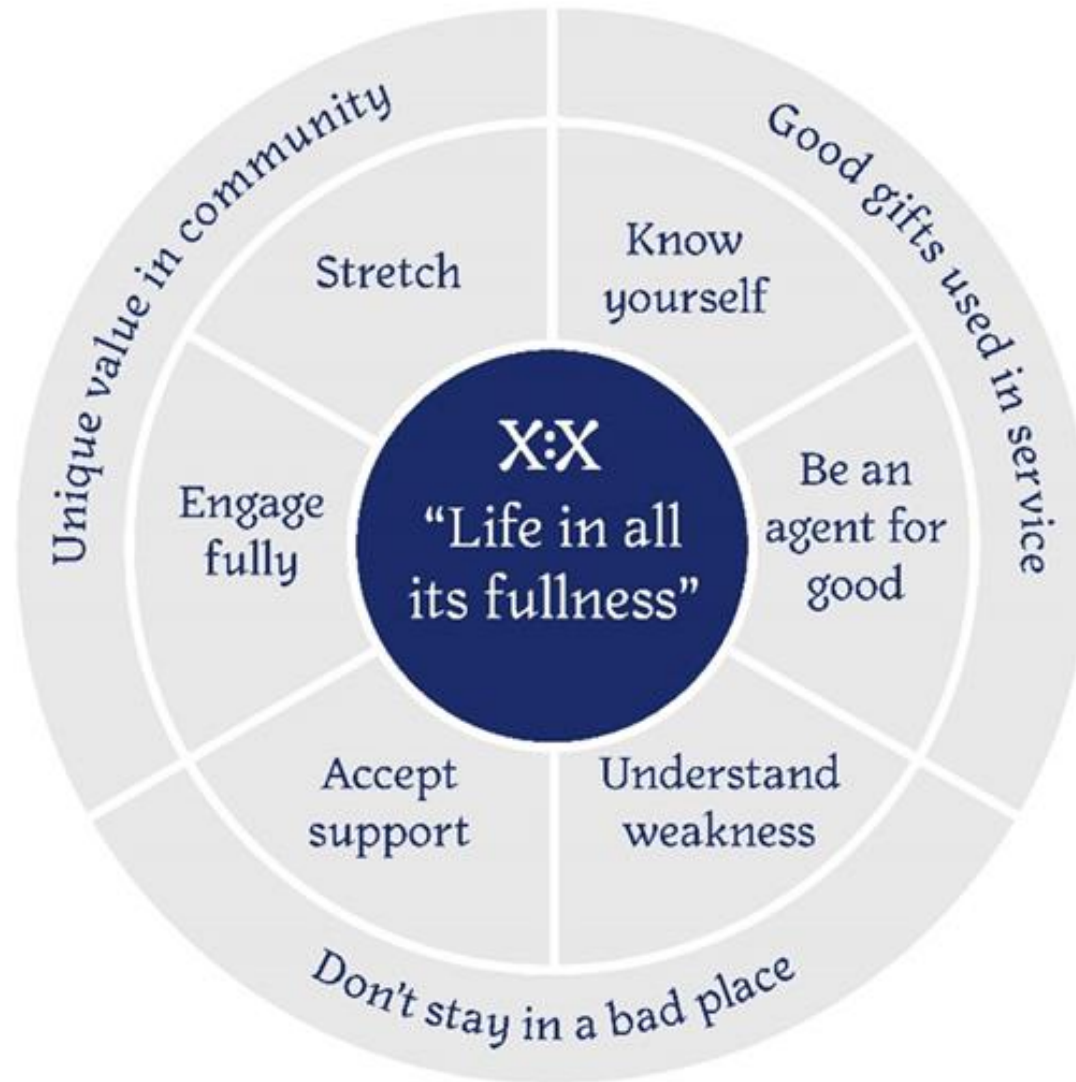 Unique value in community
Good gifts used in service
Stretch
Know
yourself
Engage
fully
X:X
“Life in all
its fullness”
Be an
agent for
good
Accept
support
Understand
weakness
Don't stay in a bad place